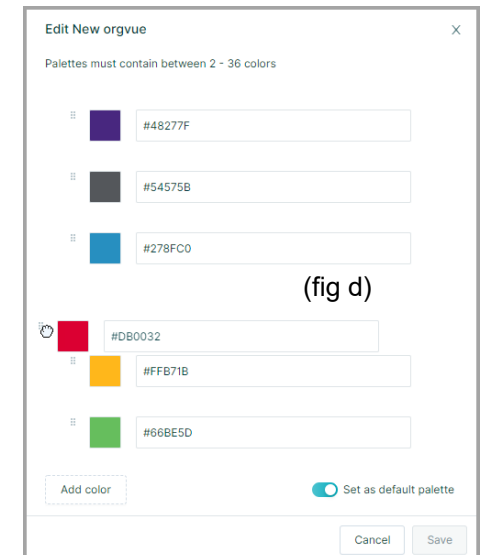 Edit New orgvue
Palettes must contain between 2 - 36 colors
#48277F
#54575B
#278FC0
(fig d)
#DB0032
#FFB71B
#66BE5D
Add color Set as default palette
Cancel Save